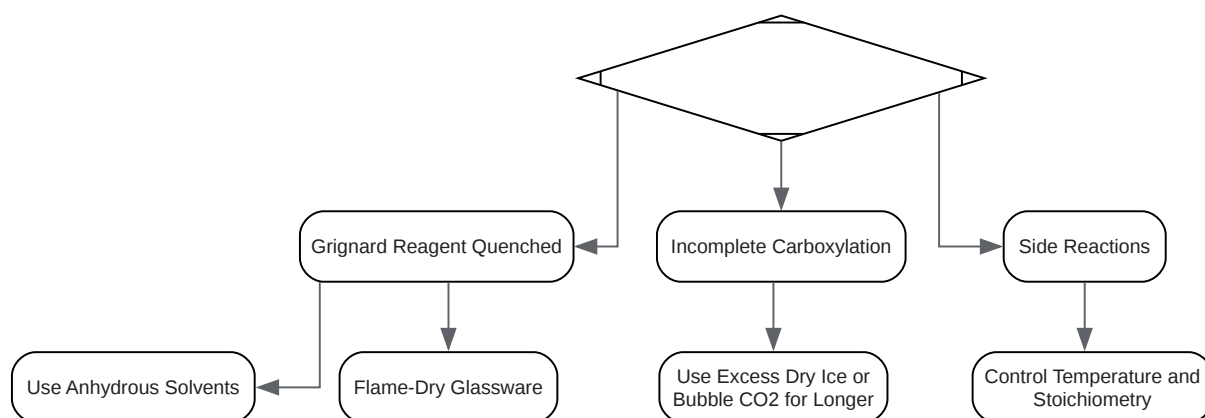 Grignard Reagent Quenched
Incomplete Carboxylation
Side Reactions
Use Anhydrous Solvents
Flame-Dry Glassware
Use Excess Dry Ice or
Bubble CO2 for Longer
Control Temperature and
Stoichiometry